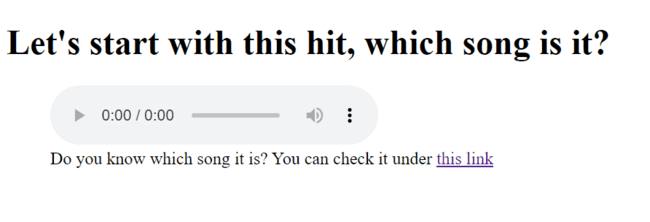 Let's start with this hit, which song is it?
0:00 / 0:00
Do you know which song it is? You can check it under this link